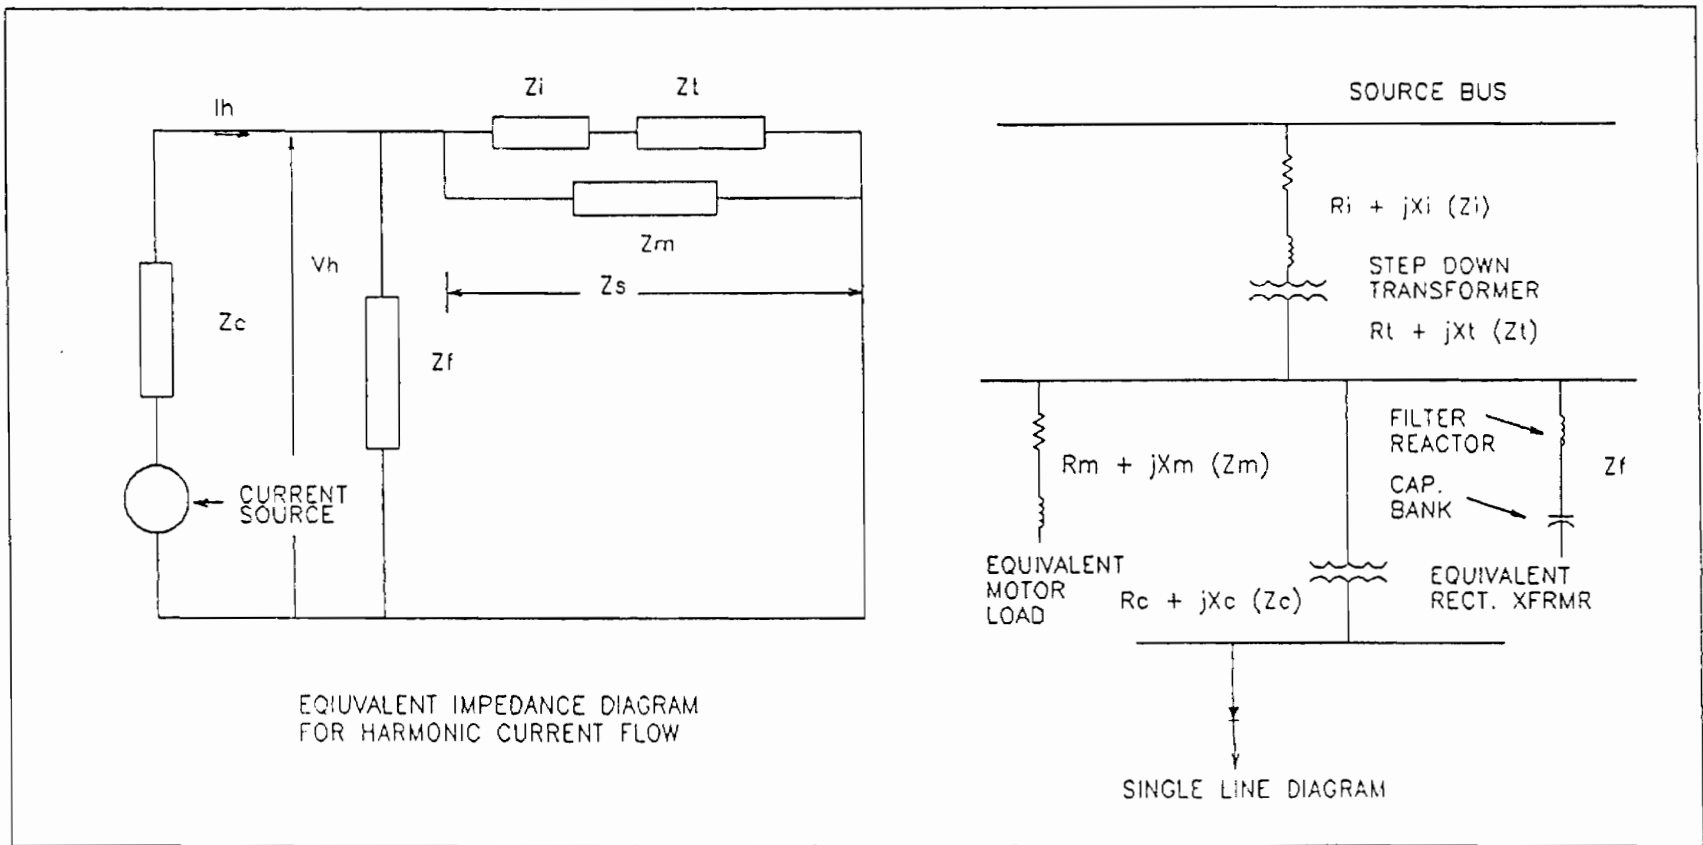 Ih
Zi
Zt
Zm
Vh
Zs
Zc
Zf
CURRENT
SOURCE
EQIUVALENT IMPEDANCE DIAGRAM
FOR HARMONIC CURRENT FLOW
SOURCE BUS
Ri + jXi (Zi)
STEP DOWN
TRANSFORMER
Rt + jXt (Zt)
FILTER
REACTOR
Rm + jXm (Zm)
Zf
CAP.
BANK
EQUIVALENT
MOTOR
LOAD
Rc + jXc (Zc)
EQUIVALENT
RECT. XFRMR
SINGLE LINE DIAGRAM